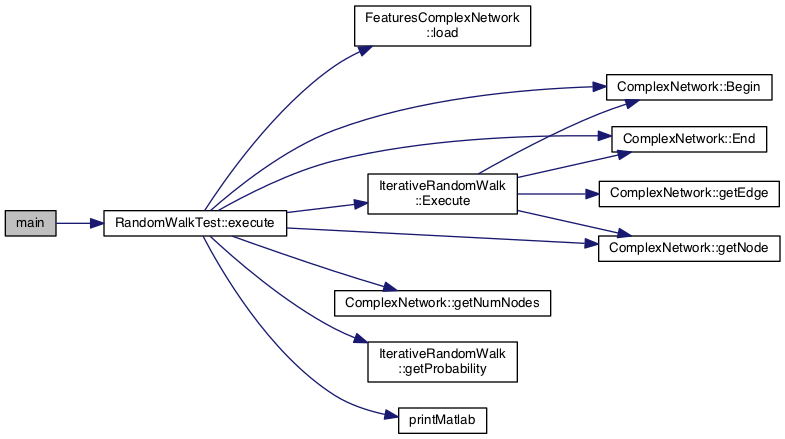 FeaturesComplexNetwork
::load
ComplexNetwork::Begin
ComplexNetwork::End
IterativeRandomWalk
::Execute
ComplexNetwork::getEdge
main
RandomWalkTest::execute
ComplexNetwork::getNode
ComplexNetwork::getNumNodes
IterativeRandomWalk
::getProbability
printMatlab